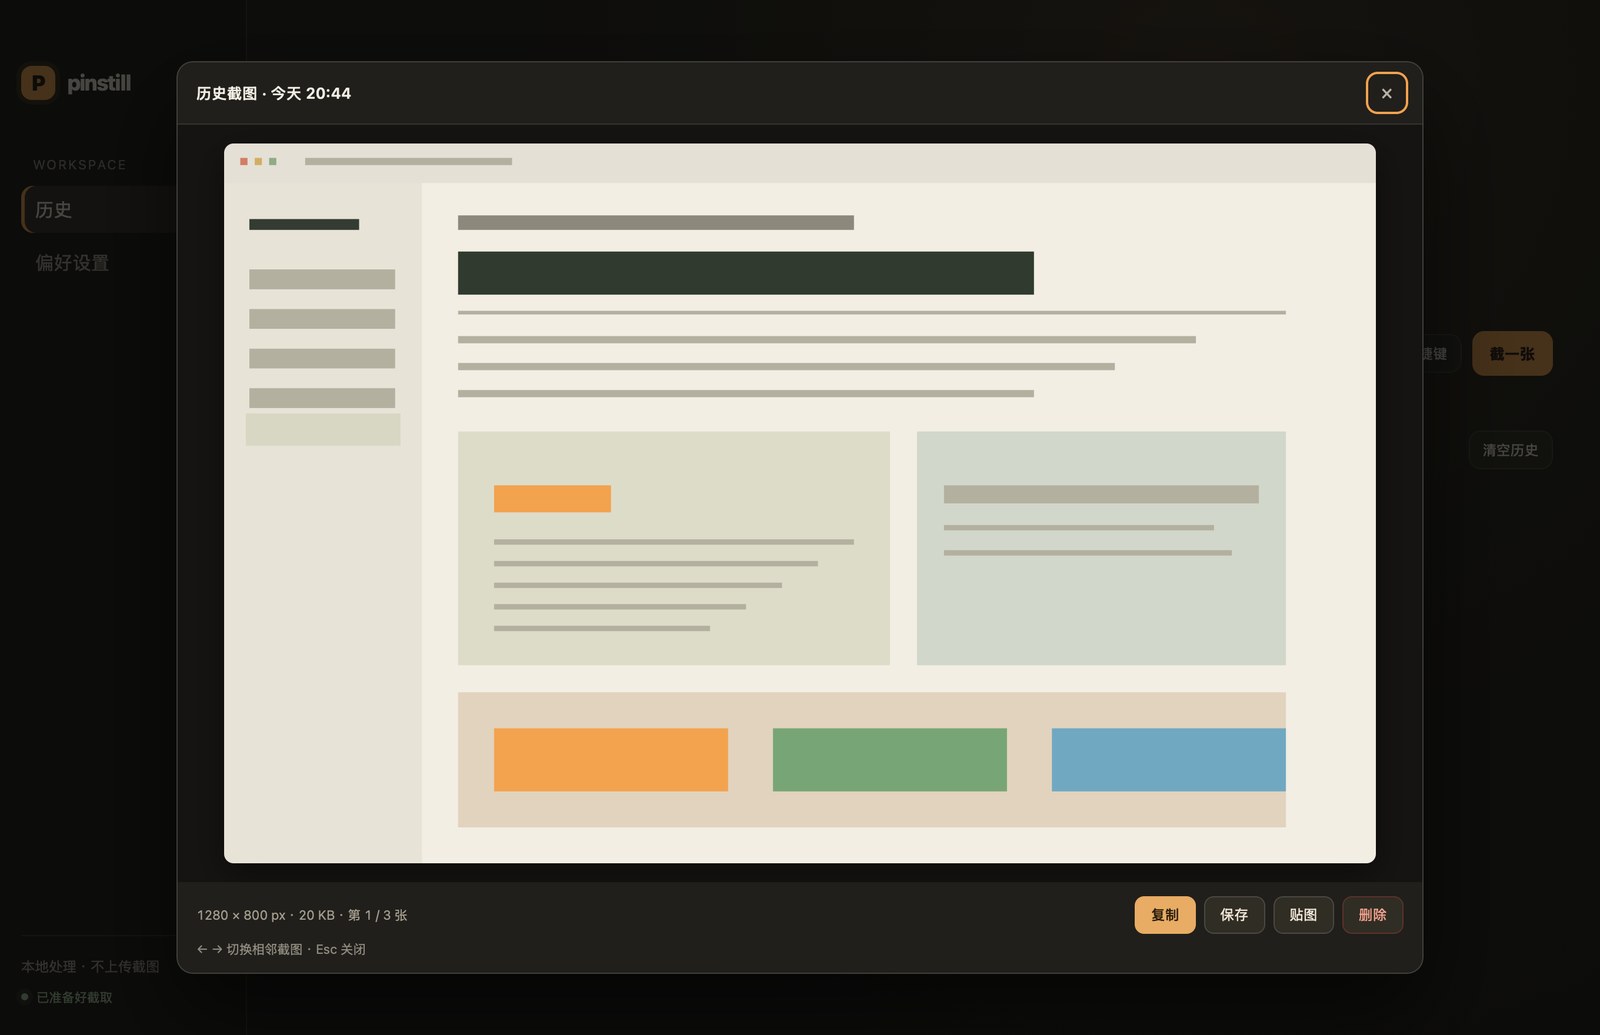 P pinstill
WORKSPACE
历史
偏好设置
历史截图 · 今天 20:44
×
截一张
清空历史
1280 × 800 px · 20 KB · 第 1 / 3 张
← → 切换相邻截图 · Esc 关闭
复制
保存
贴图
删除
本地处理 · 不上传截图
已准备好截取